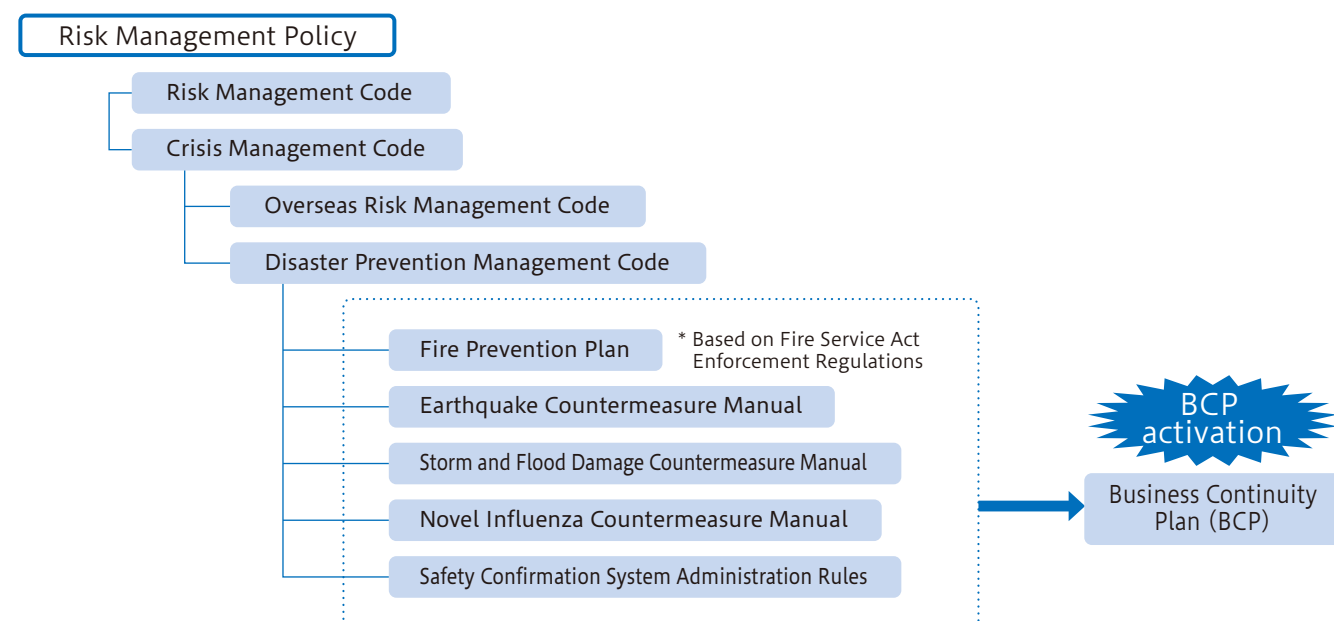 Risk Management Policy
Risk Management Code
Crisis Management Code
Overseas Risk Management Code
Disaster Prevention Management Code
Fire Prevention Plan
* Based on Fire Service Act
Enforcement Regulations
Earthquake Countermeasure Manual
Storm and Flood Damage Countermeasure Manual
Novel Influenza Countermeasure Manual
Safety Confirmation System Administration Rules
BCP
activation
Business Continuity
Plan (BCP)